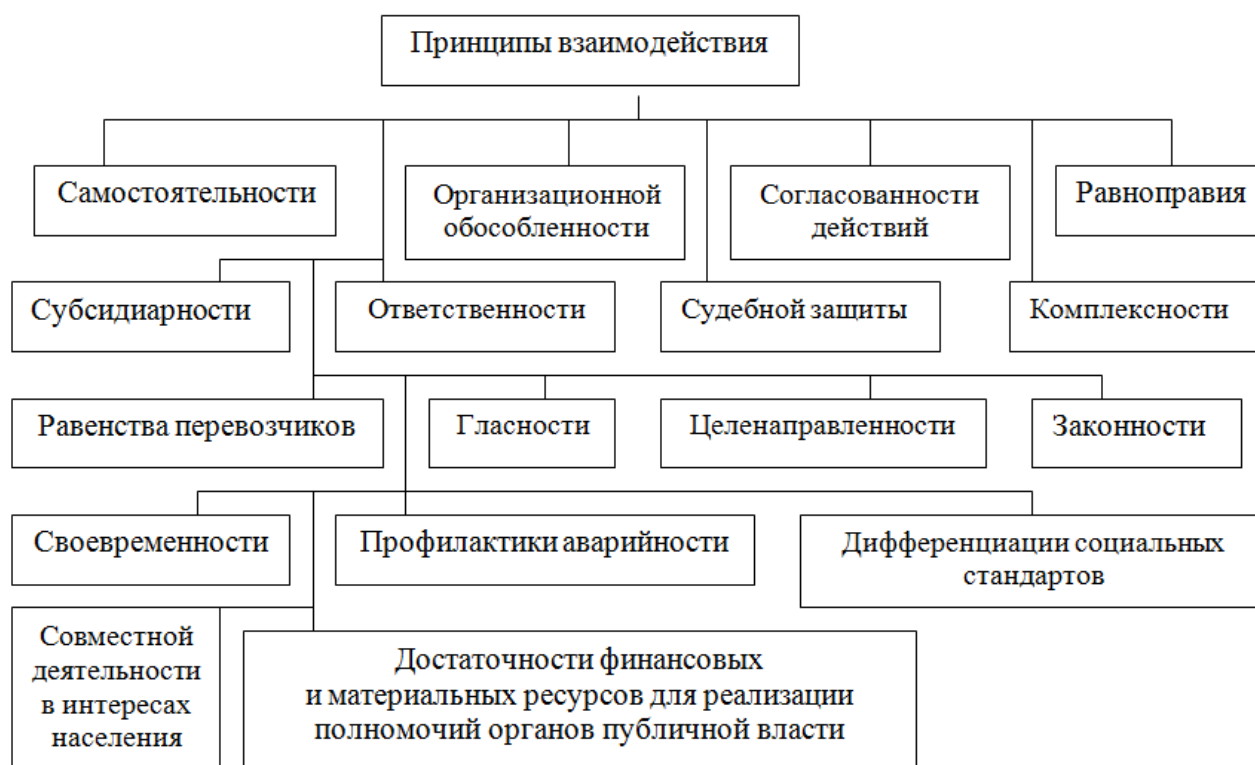 Принципы взаимодействия
Самостоятельности
Организационной
обособленности
Согласованности
действий
Равноправия
Субсидиарности
Ответственности
Судебной защиты
Комплексности
Равенства перевозчиков
Гласности
Целенаправленности
Законности
Своевременности
Профилактики аварийности
Дифференциации социальных
стандартов
Совместной
деятельности
в интересах
населения
Достаточности финансовых
и материальных ресурсов для реализации
полномочий органов публичной власти